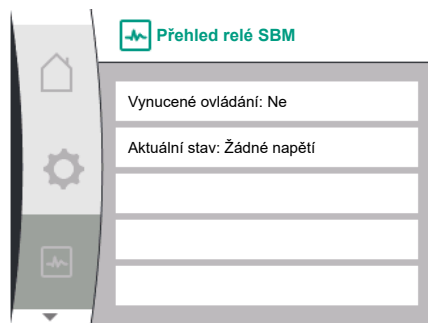 Přehled relé SBM
Vynucené ovládání: Ne
Aktuální stav: Žádné napětí